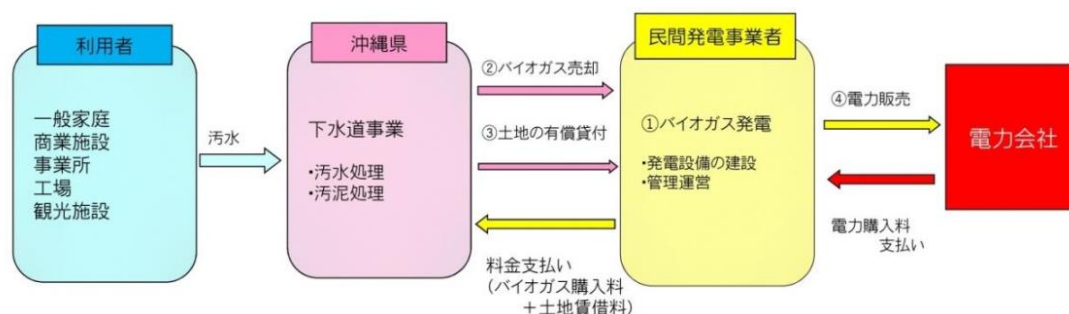 利用者
一般家庭
商業施設
事業所
工場
観光施設
汚水
沖縄県
下水道事業
・汚水処理
・汚泥処理
②バイオガス売却
③土地の有償貸付
料金支払い
(バイオガス購入料
+土地賃借料)
民間発電事業者
①バイオガス発電
・発電設備の建設
・管理運営
④電力販売
電力購入料
支払い
電力会社